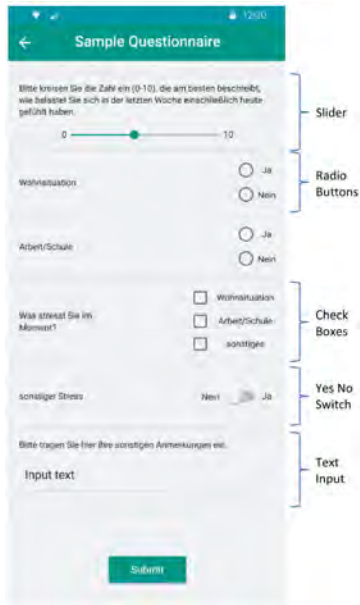 12:00
Sample Questionnaire
Bitte kreisen Sie die Zahl ein (0-10), die am besten beschreibt,
wie belastet Sie sich in der letzten Woche einschließlich heute
gefühlt haben.
0 10
Slider
Wohnsituation
Ja
Nein
Radio
Buttons
Arbeit/Schule
Ja
Nein
Was stresst Sie im
Moment?
Wohnsituation
Arbeit/Schule
sonstiges
Check
Boxes
sonstiger Stress
Nein Ja
Yes No
Switch
Bitte tragen Sie hier Ihre sonstigen Anmerkungen ein.
Input text
Text
Input
Submit